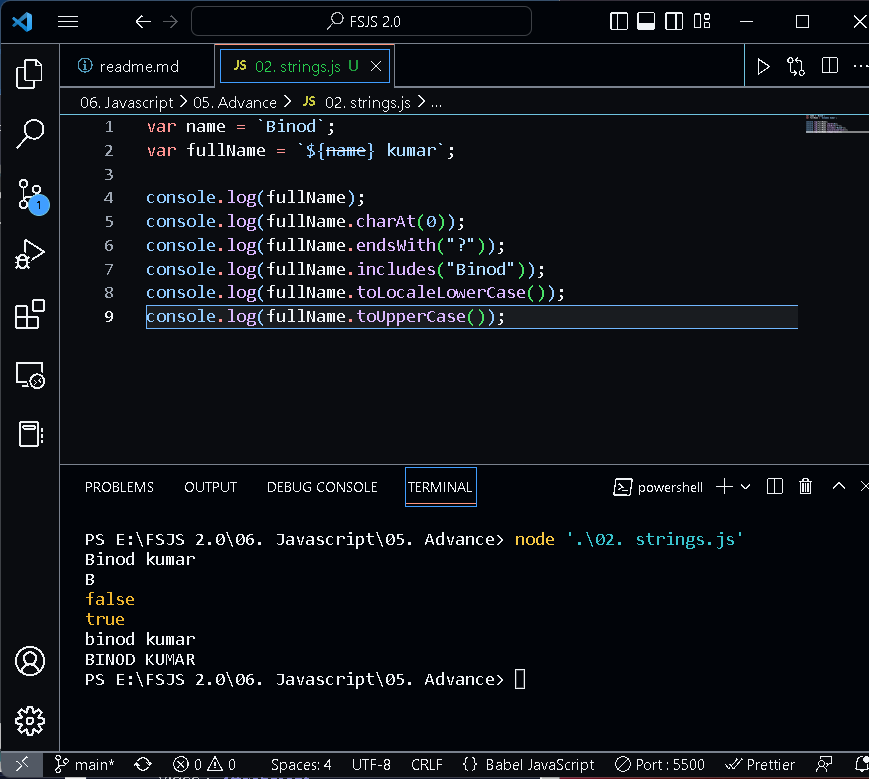 FSJS 2.0
readme.md
JS 02. strings.js U
06. Javascript > 05. Advance > JS 02. strings.js > ...
1 var name = `Binod`;
2 var fullName = `${name} kumar`;
3
4 console.log(fullName);
5 console.log(fullName.charAt(0));
6 console.log(fullName.endsWith("?"));
7 console.log(fullName.includes("Binod"));
8 console.log(fullName.toLocaleLowerCase());
9 console.log(fullName.toUpperCase());
1
PROBLEMS OUTPUT DEBUG CONSOLE TERMINAL powershell
PS E:\FSJS 2.0\06. Javascript\05. Advance> node '.\02. strings.js'
Binod kumar
B
false
true
binod kumar
BINOD KUMAR
PS E:\FSJS 2.0\06. Javascript\05. Advance>
main* 0 0 Spaces: 4 UTF-8 CRLF {} Babel JavaScript Port : 5500 Prettier